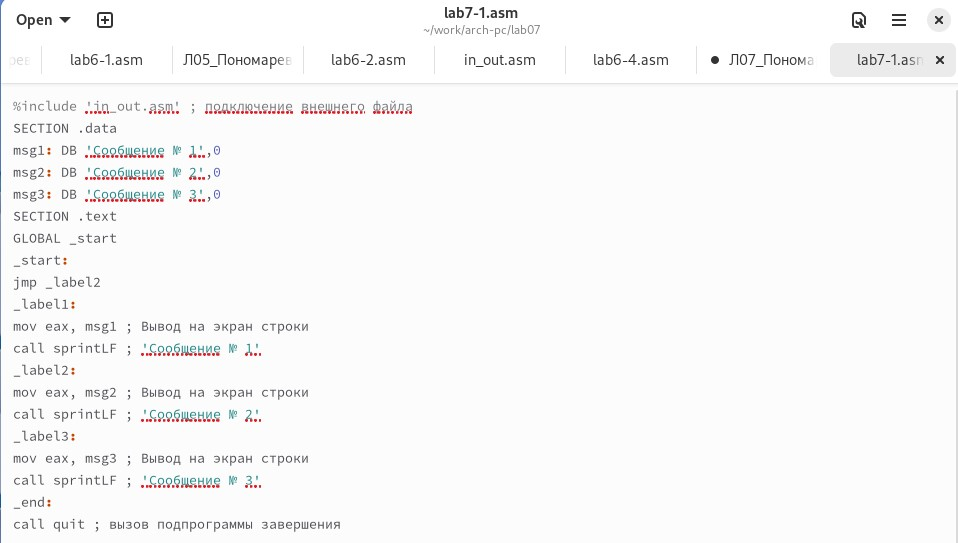 Open
lab7-1.asm
~/work/arch-pc/lab07
lab6-1.asm
Л05_Пономарев
lab6-2.asm
in_out.asm
lab6-4.asm
Л07_Понома
lab7-1.asm
%include 'in_out.asm' ; подключение внешнего файла
SECTION .data
msg1: DB 'Сообщение № 1',0
msg2: DB 'Сообщение № 2',0
msg3: DB 'Сообщение № 3',0
SECTION .text
GLOBAL _start
_start:
jmp _label2
_label1:
mov eax, msg1 ; Вывод на экран строки
call sprintLF ; 'Сообщение № 1'
_label2:
mov eax, msg2 ; Вывод на экран строки
call sprintLF ; 'Сообщение № 2'
_label3:
mov eax, msg3 ; Вывод на экран строки
call sprintLF ; 'Сообщение № 3'
_end:
call quit ; вызов подпрограммы завершения